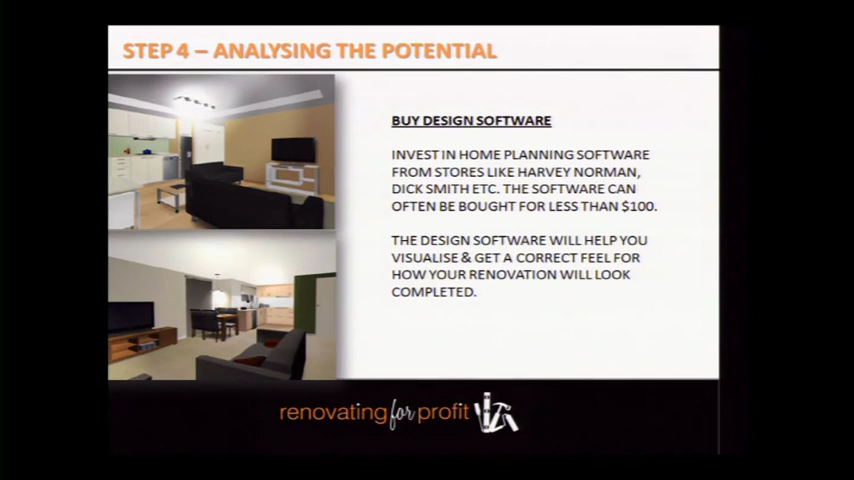 STEP 4 – ANALYSING THE POTENTIAL
BUY DESIGN SOFTWARE
INVEST IN HOME PLANNING SOFTWARE
FROM STORES LIKE HARVEY NORMAN,
DICK SMITH ETC. THE SOFTWARE CAN
OFTEN BE BOUGHT FOR LESS THAN $100.
THE DESIGN SOFTWARE WILL HELP YOU
VISUALISE & GET A CORRECT FEEL FOR
HOW YOUR RENOVATION WILL LOOK
COMPLETED.
renovating for profit